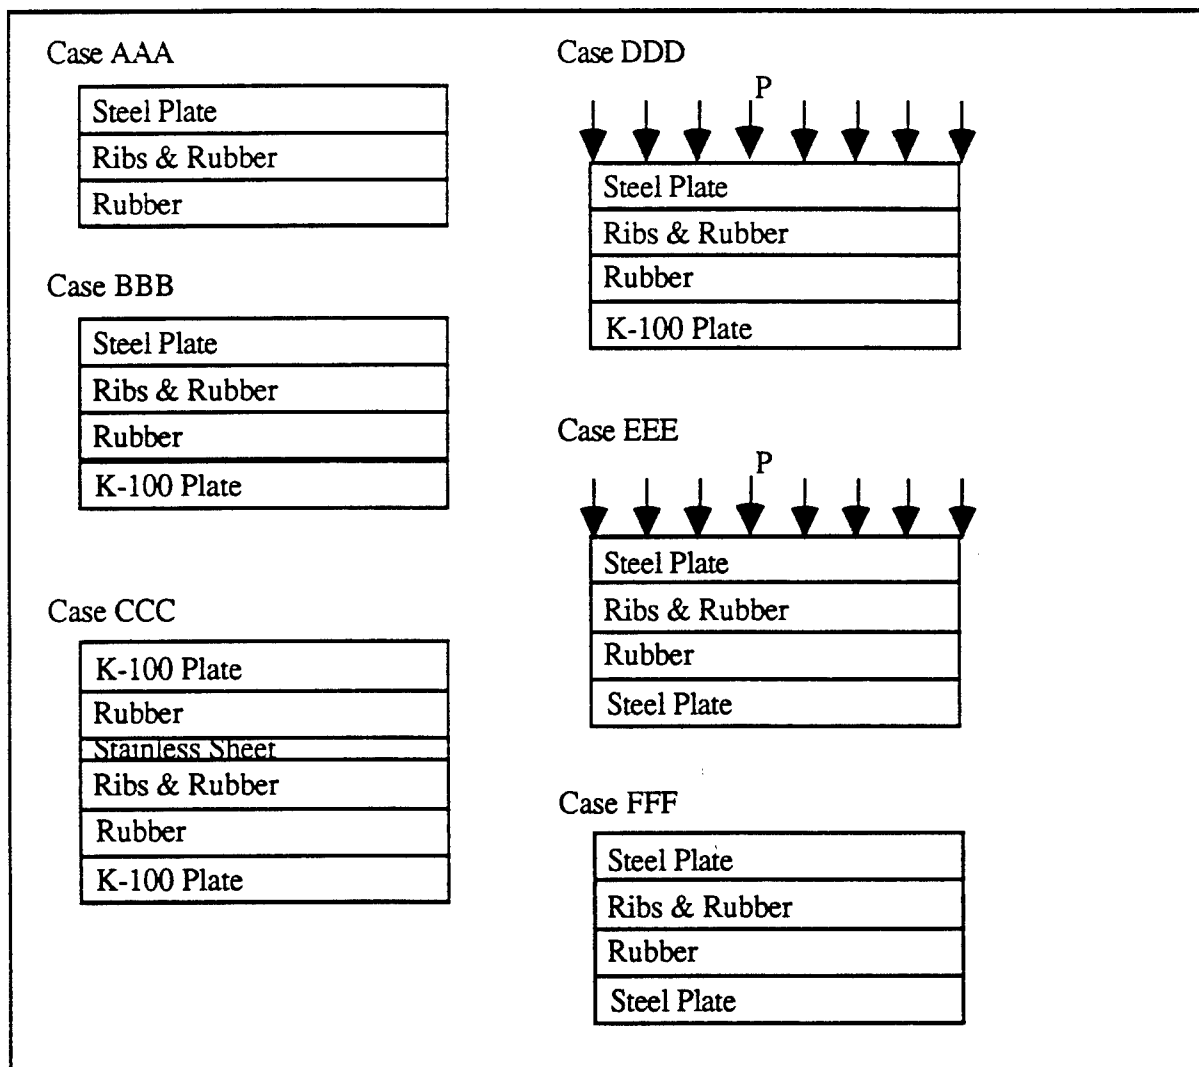 Case AAA
Steel Plate
Ribs & Rubber
Rubber
Case BBB
Steel Plate
Ribs & Rubber
Rubber
K-100 Plate
Case CCC
K-100 Plate
Rubber
Stainless Sheet
Ribs & Rubber
Rubber
K-100 Plate
Case DDD
P
Steel Plate
Ribs & Rubber
Rubber
K-100 Plate
Case EEE
P
Steel Plate
Ribs & Rubber
Rubber
Steel Plate
Case FFF
Steel Plate
Ribs & Rubber
Rubber
Steel Plate